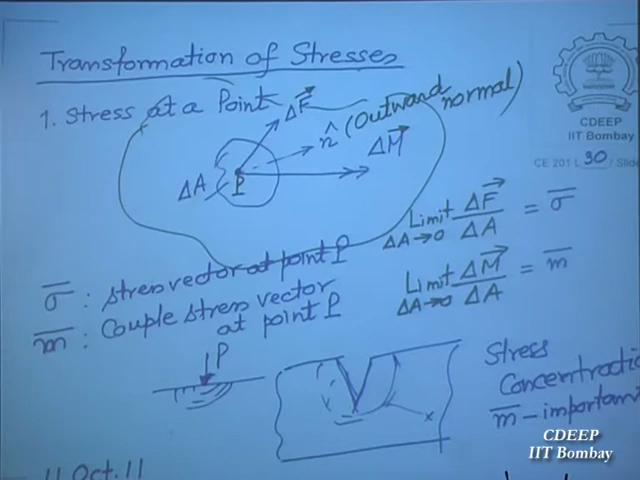 Transformation of Stresses
1. Stress at a Point
ΔF
n̂ (Outward normal)
ΔM
ΔA
P
CDEEP
IIT Bombay
CE 201 L 30 / Slide
Limit ΔA→0 ΔF/ΔA = σ̅
Limit ΔA→0 ΔM/ΔA = m̅
σ̅ : stress vector at point P
m̅ : Couple stress vector
at point P
P
Stress
Concentratio
m̅ - importan
x
CDEEP
IIT Bombay
11 Oct. 11